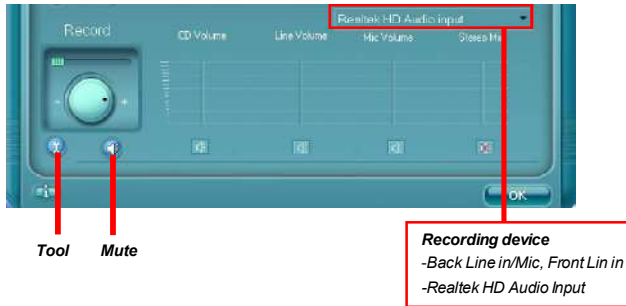 Realtek HD Audio input
Record
CD Volume
Line Volume
Mic Volume
Stereo
OK
Tool
Mute
Recording device
-Back Line in/Mic, Front Lin in
-Realtek HD Audio Input